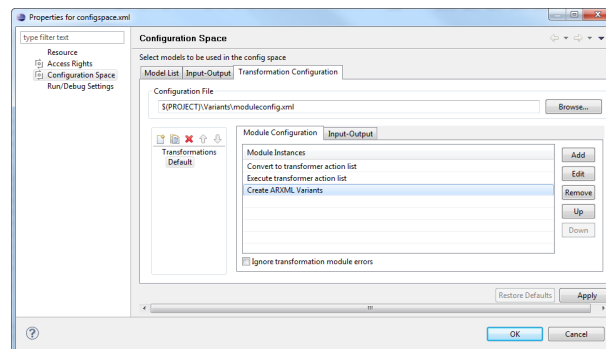 Properties for configspace.xml
type filter text
Resource
Access Rights
Configuration Space
Run/Debug Settings
Configuration Space
Select models to be used in the config space
Model List Input-Output Transformation Configuration
Configuration File
$(PROJECT)\Variants\moduleconfig.xml Browse...
Transformations
Default
Module Configuration Input-Output
Module Instances
Convert to transformer action list
Execute transformer action list
Create ARXML Variants
Add
Edit
Remove
Up
Down
Ignore transformation module errors
Restore Defaults Apply
OK Cancel